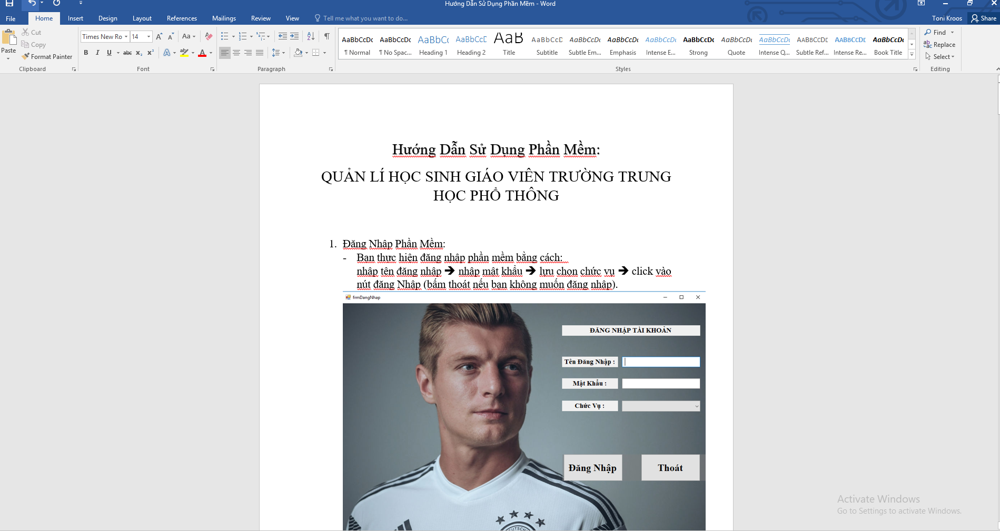 Hướng Dẫn Sử Dụng Phần Mềm - Word
File Home Insert Design Layout References Mailings Review View Tell me what you want to do... Toni Kroos Share
Paste
Cut
Copy
Format Painter
Clipboard
Times New Ro 14
Font
Paragraph
AaBbCcDc AaBbCcDc AaBbC( AaBbCcD AaB AaBbCcD AaBbCcDc AaBbCcDc AaBbCcDc AaBbCcDc AaBbCcDc AaBbCcDc AABBCCDE AABBCCDE AaBbCcDc
¶ Normal ¶ No Spac... Heading 1 Heading 2 Title Subtitle Subtle Em... Emphasis Intense E... Strong Quote Intense Q... Subtle Ref... Intense Re... Book Title
Styles
Find
Replace
Select
Editing
Hướng Dẫn Sử Dụng Phần Mềm:
QUẢN LÍ HỌC SINH GIÁO VIÊN TRƯỜNG TRUNG
HỌC PHỔ THÔNG
1. Đăng Nhập Phần Mềm:
- Bạn thực hiện đăng nhập phần mềm bằng cách:
nhập tên đăng nhập ➔ nhập mật khẩu ➔ lựu chọn chức vụ ➔ click vào
nút đăng Nhập (bấm thoát nếu bạn không muốn đăng nhập).
frmDangNhap
ĐĂNG NHẬP TÀI KHOẢN
Tên Đăng Nhập :
Mật Khẩu :
Chức Vụ :
Đăng Nhập Thoát
DEUTSCHER
Activate Windows
Go to Settings to activate Windows.